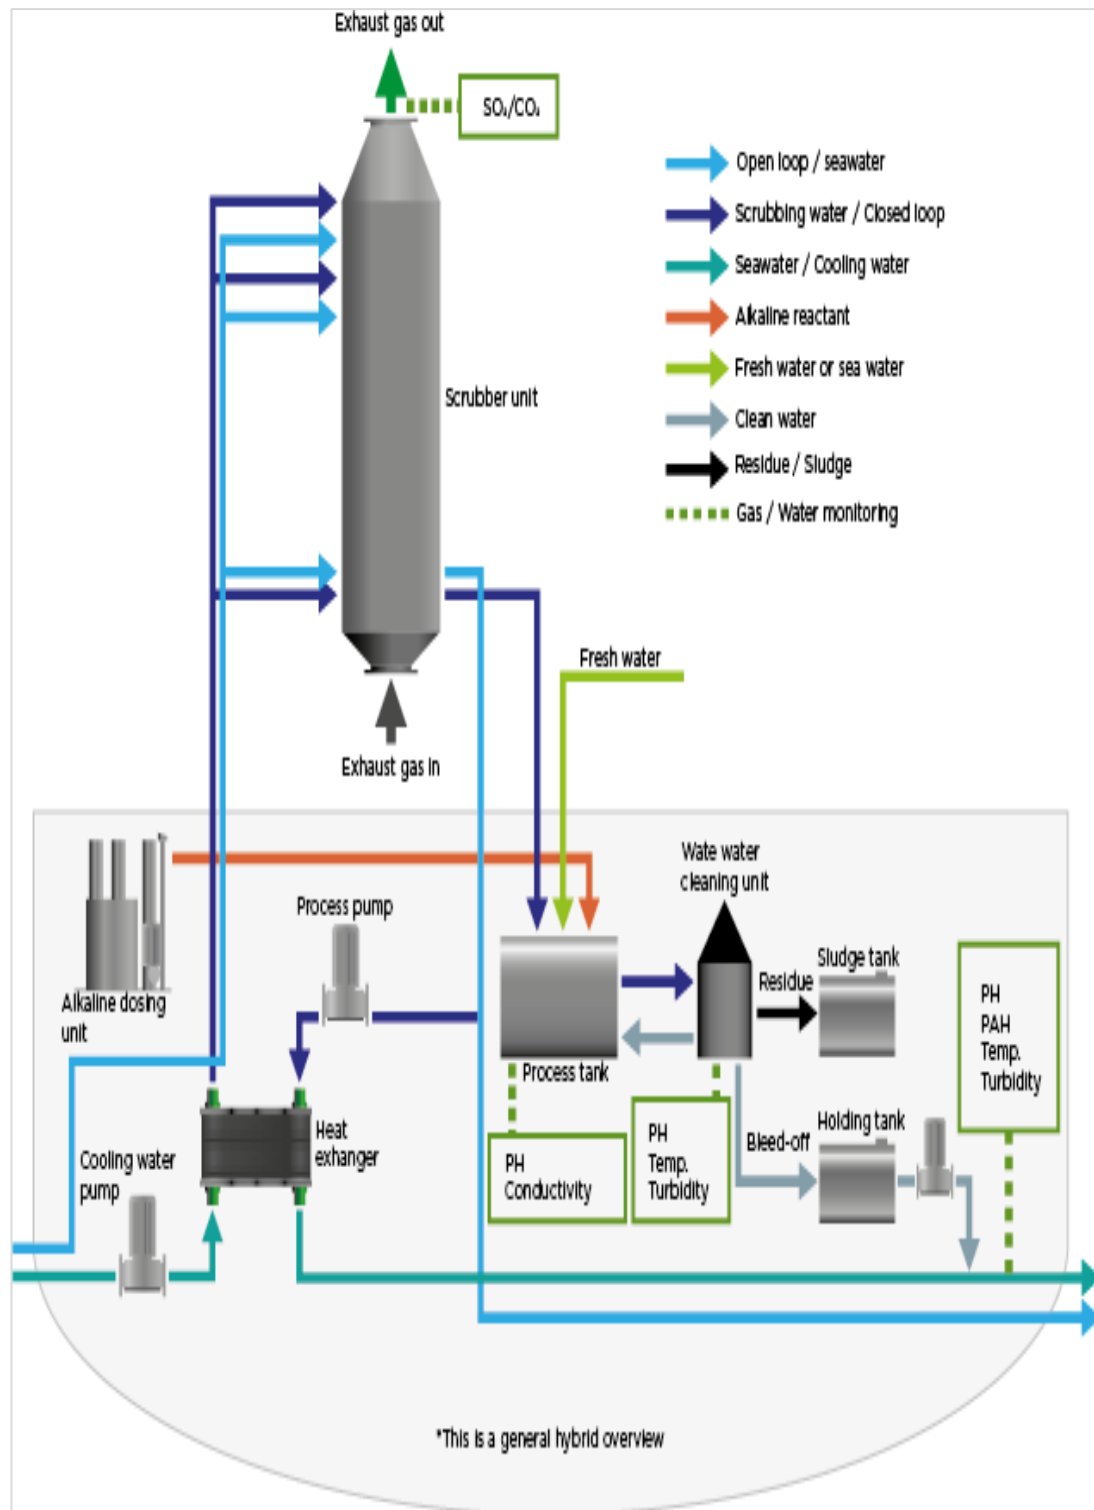 Exhaust gas out
SOₓ/COₓ
Open loop / seawater
Scrubbing water / Closed loop
Seawater / Cooling water
Alkaline reactant
Fresh water or sea water
Clean water
Residue / Sludge
Gas / Water monitoring
Scrubber unit
Fresh water
Exhaust gas in
Wate water
cleaning unit
Process pump
Sludge tank
Residue
Alkaline dosing
unit
PH
PAH
Temp.
Turbidity
Process tank
Holding tank
Heat
exhanger
PH
Temp.
Turbidity
Bleed-off
Cooling water
pump
PH
Conductivity
*This is a general hybrid overview